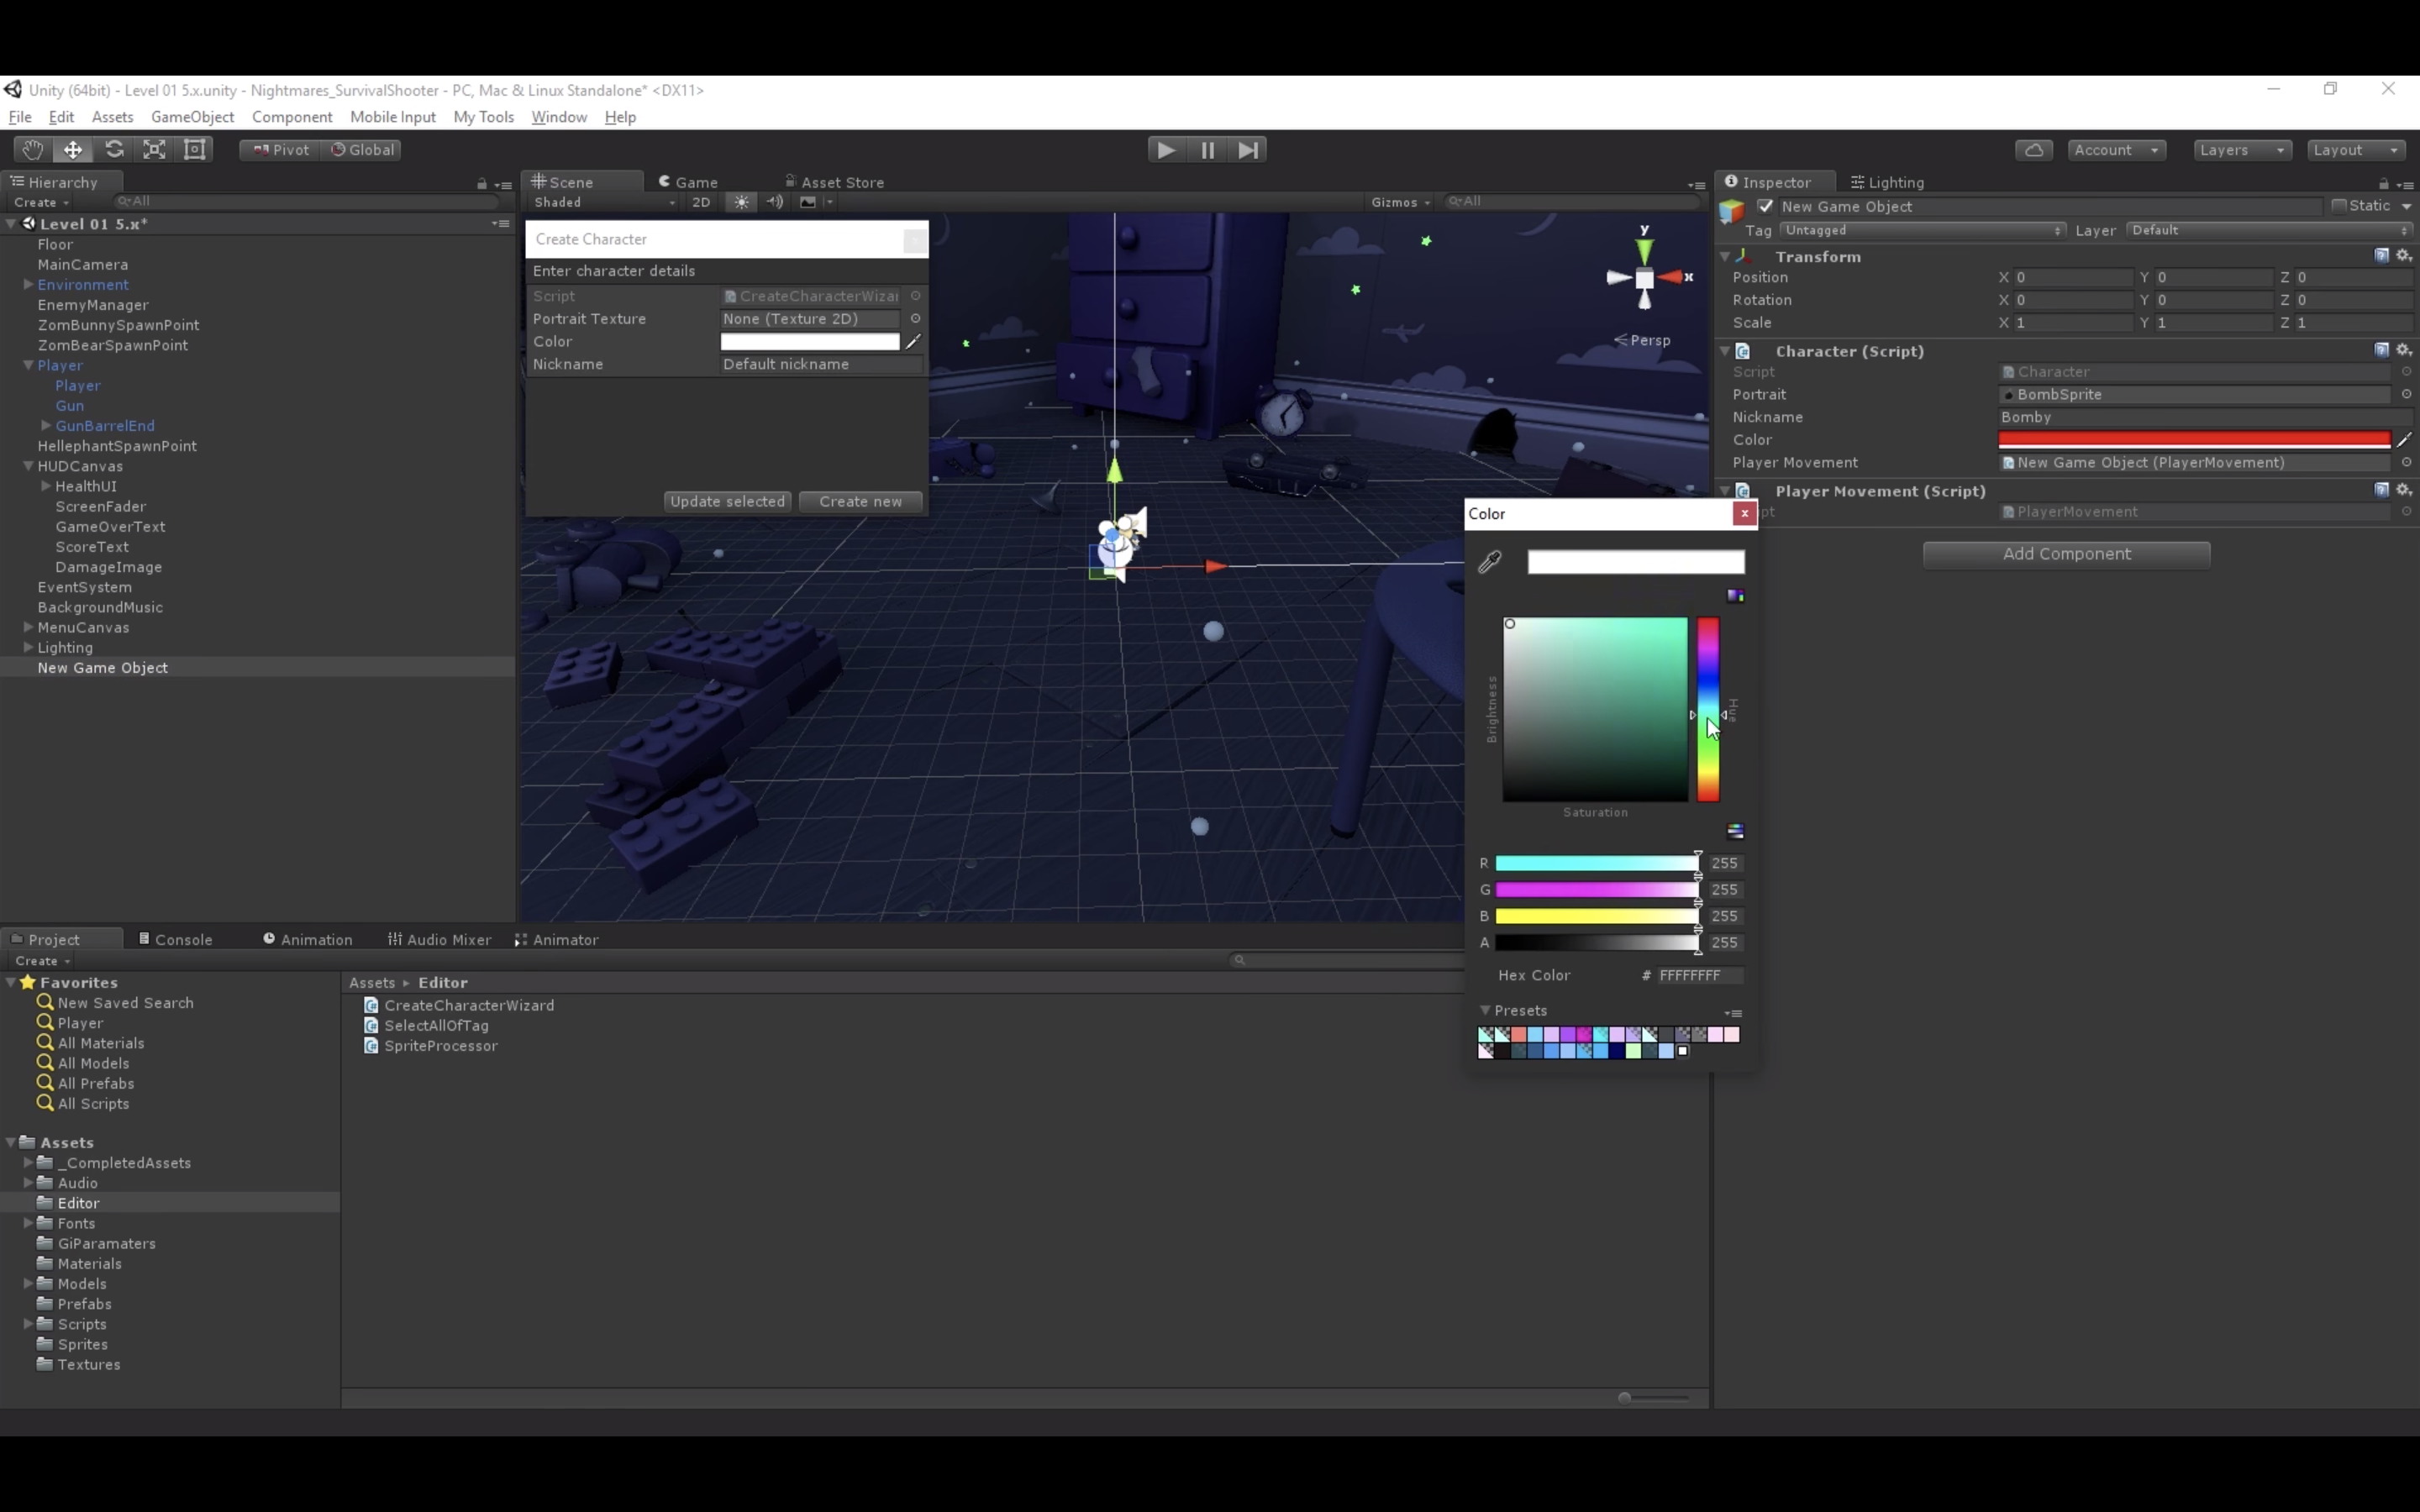 Unity (64bit) - Level 01 5.x.unity - Nightmares_SurvivalShooter - PC, Mac & Linux Standalone* <DX11>
File Edit Assets GameObject Component Mobile Input My Tools Window Help
Pivot Global Account Layers Layout
Hierarchy
Create All
Level 01 5.x*
Floor
MainCamera
Environment
EnemyManager
ZomBunnySpawnPoint
ZomBearSpawnPoint
Player
Player
Gun
GunBarrelEnd
HellephantSpawnPoint
HUDCanvas
HealthUI
ScreenFader
GameOverText
ScoreText
DamageImage
EventSystem
BackgroundMusic
MenuCanvas
Lighting
New Game Object
Scene Game Asset Store
Shaded 2D Gizmos All
Create Character
Enter character details
Script CreateCharacterWizar
Portrait Texture None (Texture 2D)
Color
Nickname Default nickname
Update selected Create new
y
x
Persp
Inspector Lighting
New Game Object Static
Tag Untagged Layer Default
Transform
Position X 0 Y 0 Z 0
Rotation X 0 Y 0 Z 0
Scale X 1 Y 1 Z 1
Character (Script)
Script Character
Portrait BombSprite
Nickname Bomby
Color
Player Movement New Game Object (PlayerMovement)
Player Movement (Script)
PlayerMovement
Add Component
Color
x
Brightness
Hue
Saturation
R 255
G 255
B 255
A 255
Hex Color # FFFFFFFF
Presets
Project Console Animation Audio Mixer Animator
Create
Favorites
New Saved Search
Player
All Materials
All Models
All Prefabs
All Scripts
Assets
_CompletedAssets
Audio
Editor
Fonts
GiParamaters
Materials
Models
Prefabs
Scripts
Sprites
Textures
Assets Editor
CreateCharacterWizard
SelectAllOfTag
SpriteProcessor